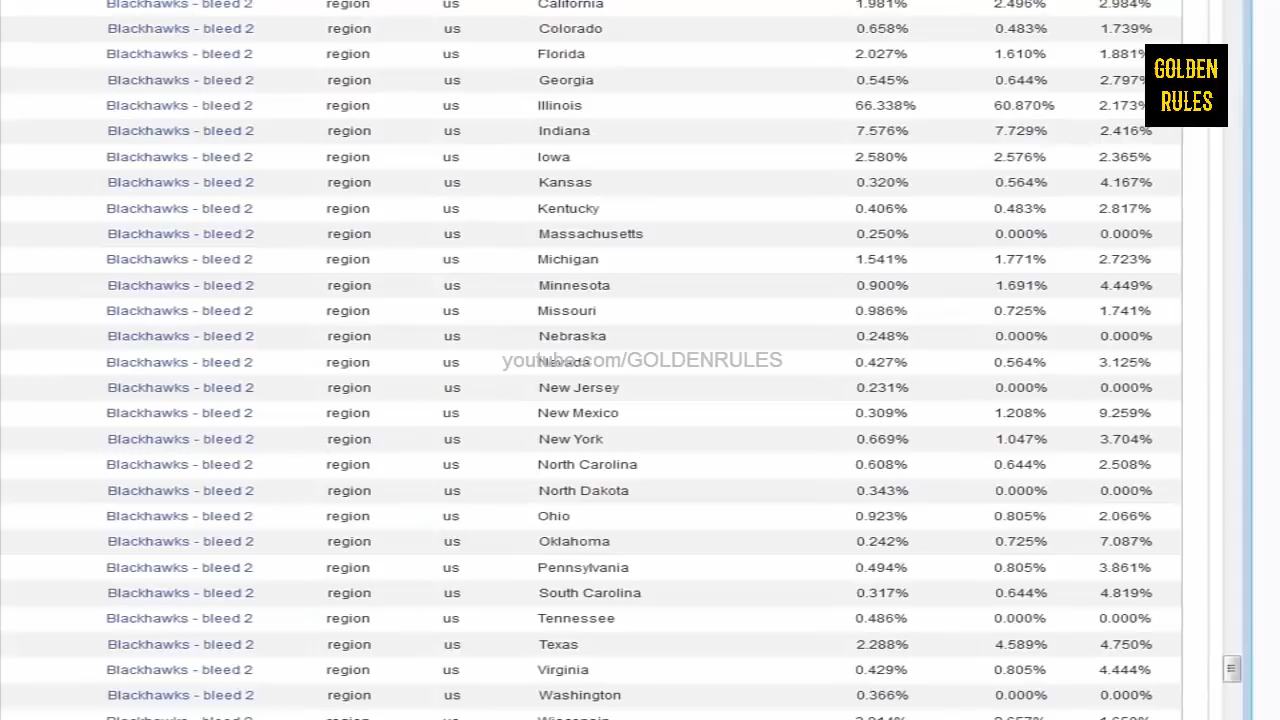 Blackhawks - bleed 2 region us California 1.981% 2.496% 2.984%
Blackhawks - bleed 2 region us Colorado 0.658% 0.483% 1.739%
Blackhawks - bleed 2 region us Florida 2.027% 1.610% 1.881%
GOLDEN
RULES
Blackhawks - bleed 2 region us Georgia 0.545% 0.644% 2.797%
Blackhawks - bleed 2 region us Illinois 66.338% 60.870% 2.173%
Blackhawks - bleed 2 region us Indiana 7.576% 7.729% 2.416%
Blackhawks - bleed 2 region us Iowa 2.580% 2.576% 2.365%
Blackhawks - bleed 2 region us Kansas 0.320% 0.564% 4.167%
Blackhawks - bleed 2 region us Kentucky 0.406% 0.483% 2.817%
Blackhawks - bleed 2 region us Massachusetts 0.250% 0.000% 0.000%
Blackhawks - bleed 2 region us Michigan 1.541% 1.771% 2.723%
Blackhawks - bleed 2 region us Minnesota 0.900% 1.691% 4.449%
Blackhawks - bleed 2 region us Missouri 0.986% 0.725% 1.741%
Blackhawks - bleed 2 region us Nebraska 0.248% 0.000% 0.000%
youtube.com/GOLDENRULES
Blackhawks - bleed 2 region us Nevada 0.427% 0.564% 3.125%
Blackhawks - bleed 2 region us New Jersey 0.231% 0.000% 0.000%
Blackhawks - bleed 2 region us New Mexico 0.309% 1.208% 9.259%
Blackhawks - bleed 2 region us New York 0.669% 1.047% 3.704%
Blackhawks - bleed 2 region us North Carolina 0.608% 0.644% 2.508%
Blackhawks - bleed 2 region us North Dakota 0.343% 0.000% 0.000%
Blackhawks - bleed 2 region us Ohio 0.923% 0.805% 2.066%
Blackhawks - bleed 2 region us Oklahoma 0.242% 0.725% 7.087%
Blackhawks - bleed 2 region us Pennsylvania 0.494% 0.805% 3.861%
Blackhawks - bleed 2 region us South Carolina 0.317% 0.644% 4.819%
Blackhawks - bleed 2 region us Tennessee 0.486% 0.000% 0.000%
Blackhawks - bleed 2 region us Texas 2.288% 4.589% 4.750%
Blackhawks - bleed 2 region us Virginia 0.429% 0.805% 4.444%
Blackhawks - bleed 2 region us Washington 0.366% 0.000% 0.000%